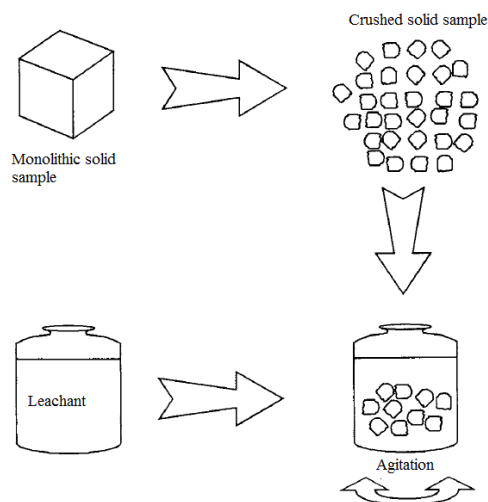 Crushed solid sample
Monolithic solid
sample
Leachant
Agitation